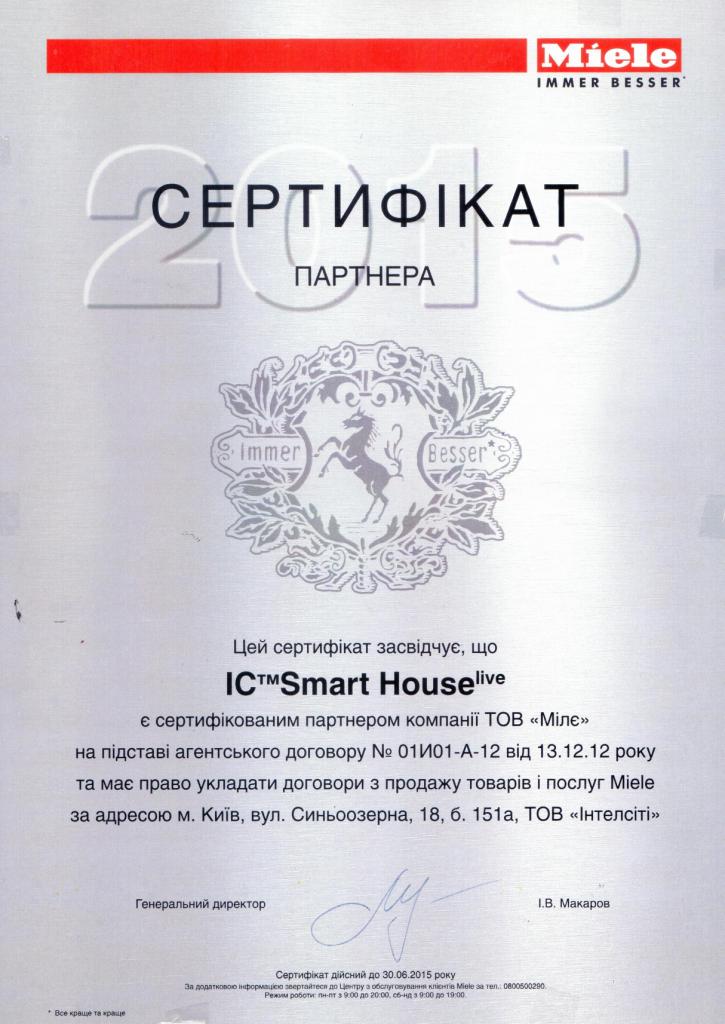 Miele
IMMER BESSER*
2015
СЕРТИФІКАТ
ПАРТНЕРА
Immer Besser*
Цей сертифікат засвідчує, що
IC™Smart House live
є сертифікованим партнером компанії ТОВ «Мілє»
на підставі агентського договору № 01И01-А-12 від 13.12.12 року
та має право укладати договори з продажу товарів і послуг Miele
за адресою м. Київ, вул. Синьоозерна, 18, б. 151а, ТОВ «Інтелсіті»
Генеральний директор І.В. Макаров
Сертифікат дійсний до 30.06.2015 року
За додатковою інформацією звертайтеся до Центру з обслуговування клієнтів Miele за тел.: 0800500290.
Режим роботи: пн-пт з 9:00 до 20:00, сб-нд з 9:00 до 19:00.
* Все краще та краще